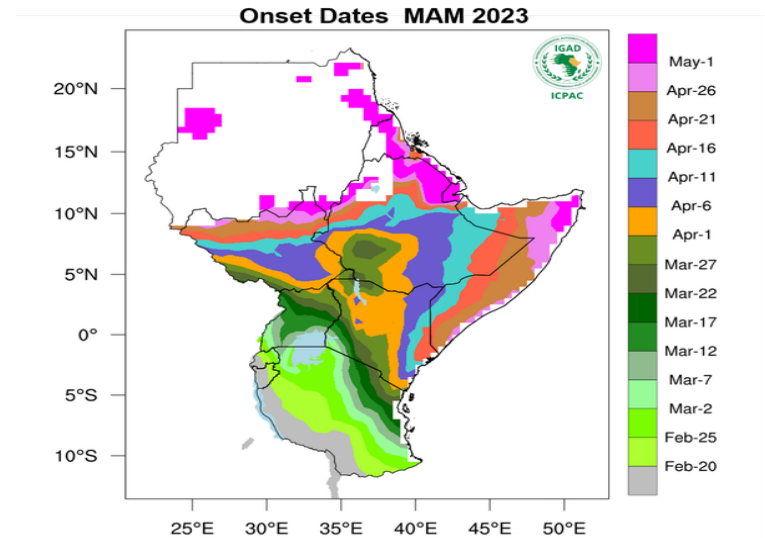 Onset Dates MAM 2023
IGAD
ICPAC
20°N
15°N
10°N
5°N
0°
5°S
10°S
25°E
30°E
35°E
40°E
45°E
50°E
May-1
Apr-26
Apr-21
Apr-16
Apr-11
Apr-6
Apr-1
Mar-27
Mar-22
Mar-17
Mar-12
Mar-7
Mar-2
Feb-25
Feb-20